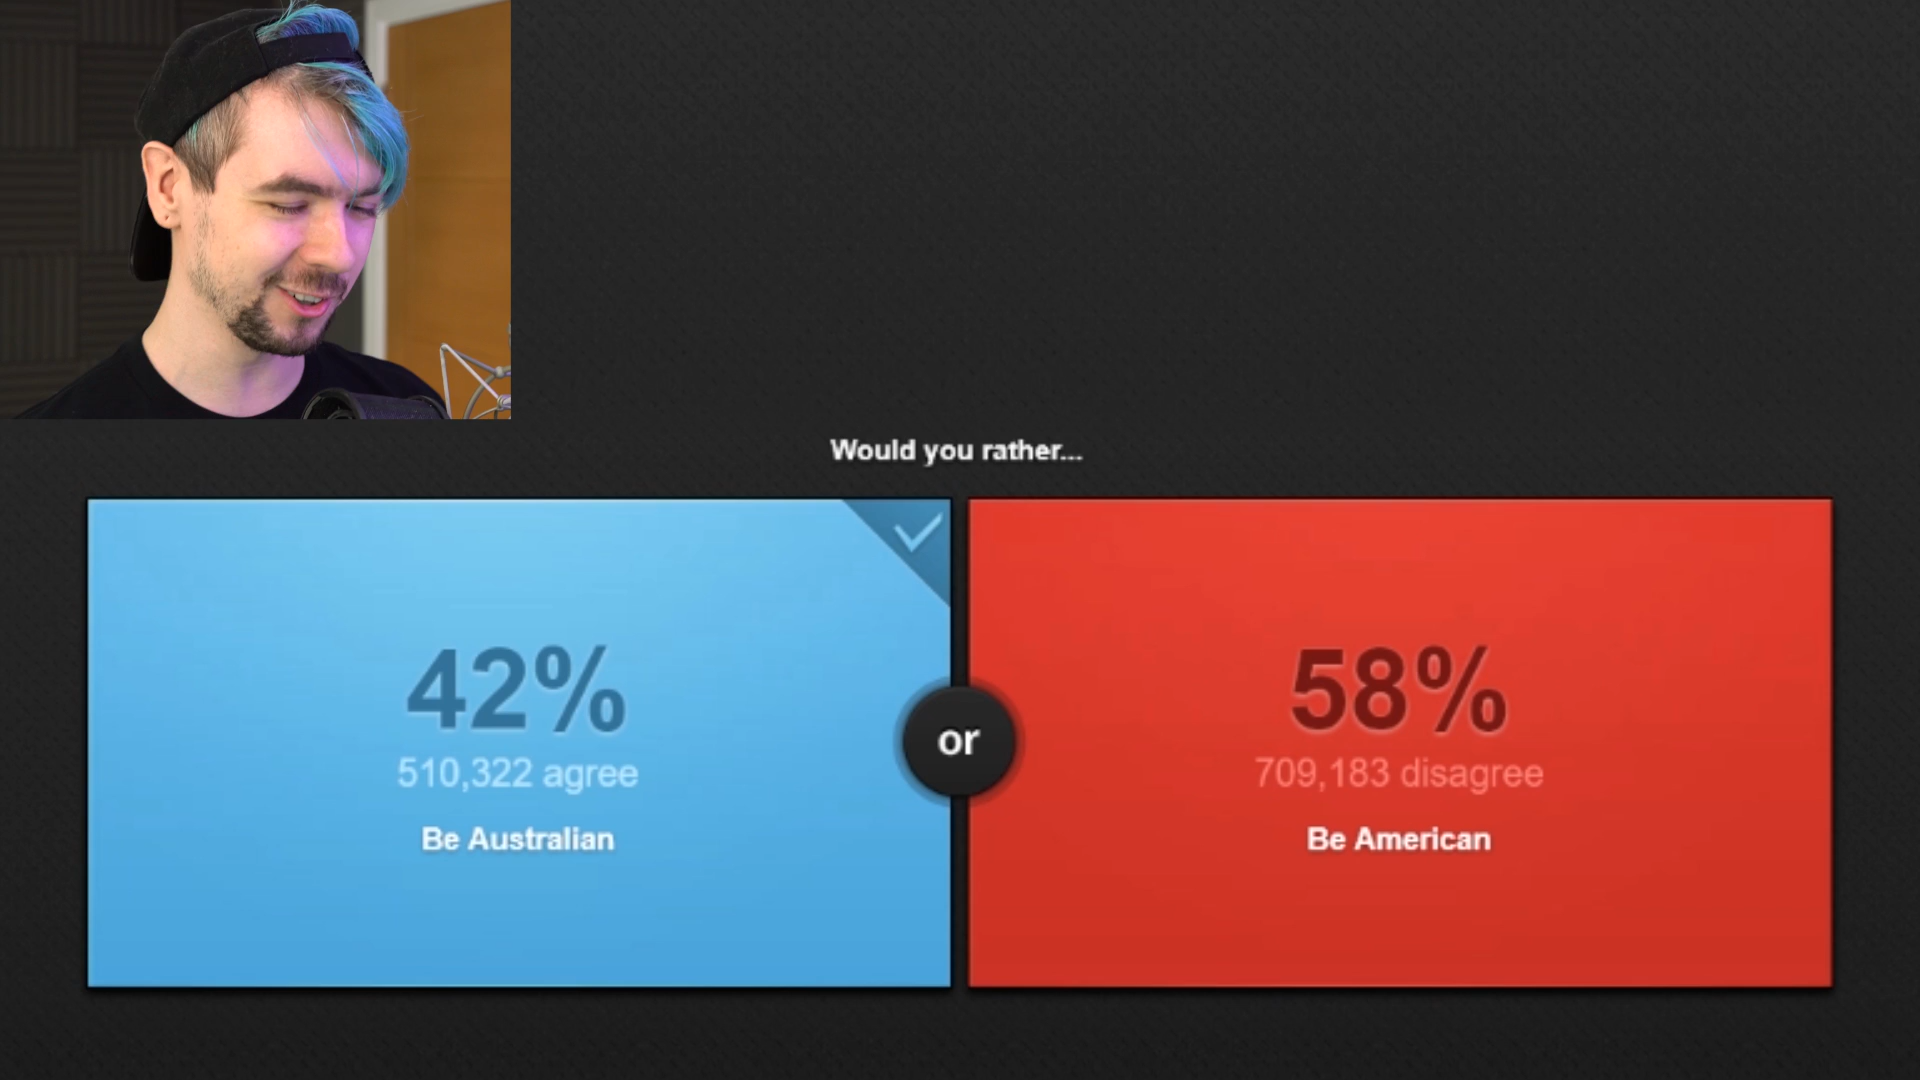 Would you rather...
42%
510,322 agree
Be Australian
or
58%
709,183 disagree
Be American